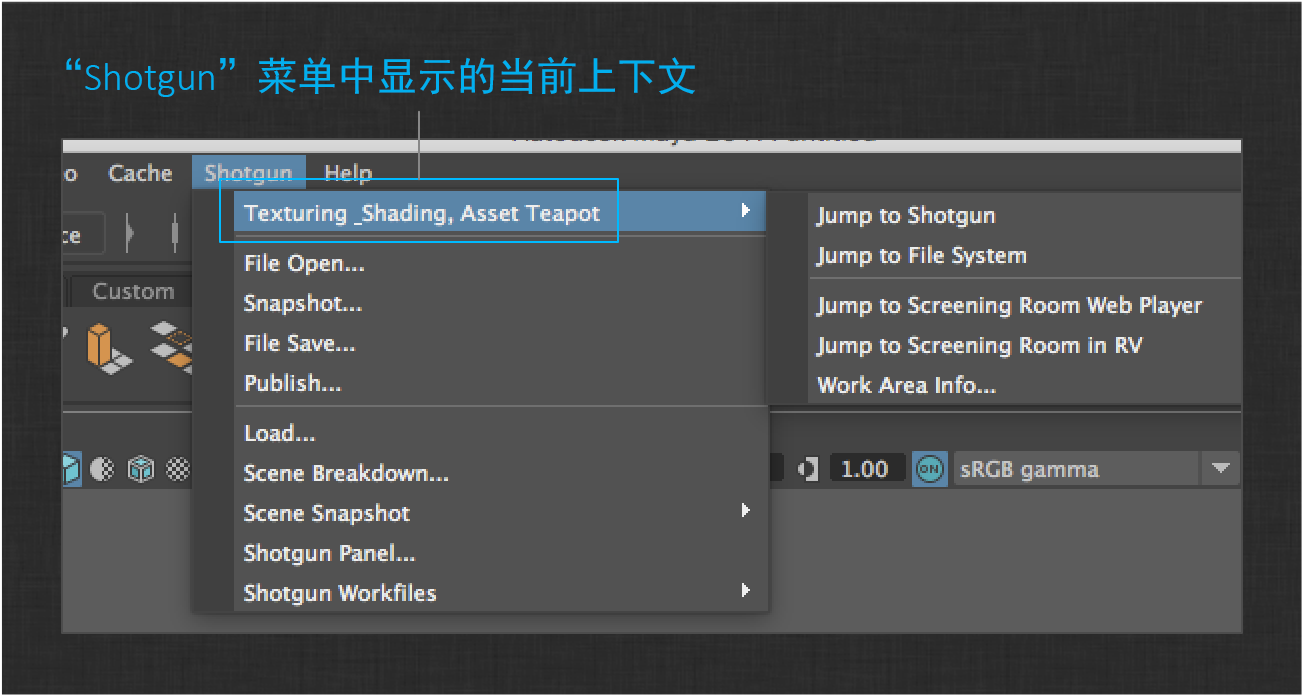 “Shotgun”菜单中显示的当前上下文
Cache Shotgun Help
Texturing _Shading, Asset Teapot
Jump to Shotgun
Jump to File System
Jump to Screening Room Web Player
Jump to Screening Room in RV
Work Area Info...
File Open...
Snapshot...
File Save...
Publish...
Load...
Scene Breakdown...
Scene Snapshot
Shotgun Panel...
Shotgun Workfiles
Custom
1.00
ON
sRGB gamma